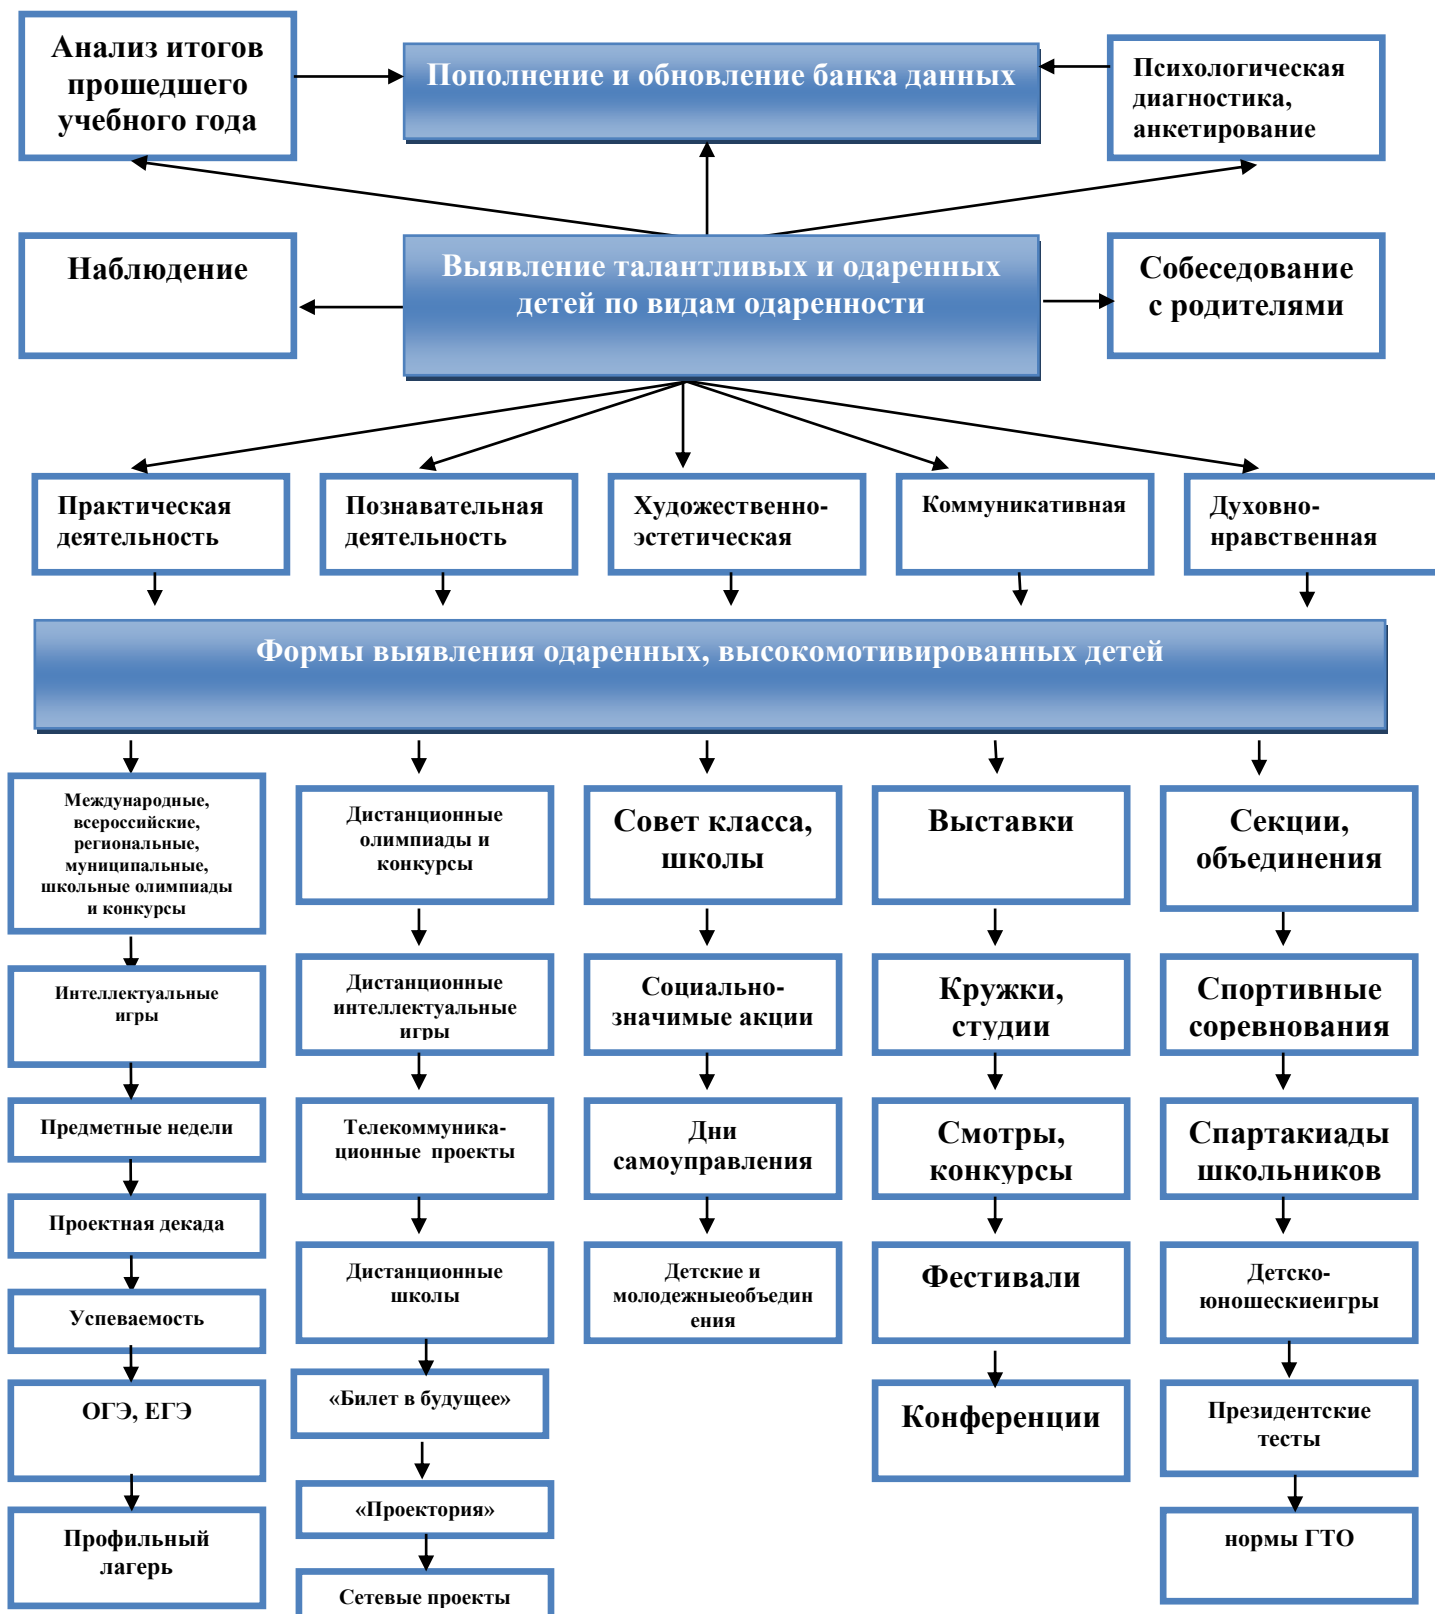 Анализ итогов
прошедшего
учебного года
Пополнение и обновление банка данных
Психологическая
диагностика,
анкетирование
Наблюдение
Выявление талантливых и одаренных
детей по видам одаренности
Собеседование
с родителями
Практическая
деятельность
Познавательная
деятельность
Художественно-
эстетическая
Коммуникативная
Духовно-
нравственная
Формы выявления одаренных, высокомотивированных детей
Международные,
всероссийские,
региональные,
муниципальные,
школьные олимпиады
и конкурсы
Дистанционные
олимпиады и
конкурсы
Совет класса,
школы
Выставки
Секции,
объединения
Интеллектуальные
игры
Дистанционные
интеллектуальные
игры
Социально-
значимые акции
Кружки,
студии
Спортивные
соревнования
Предметные недели
Телекоммуника-
ционные проекты
Дни
самоуправления
Смотры,
конкурсы
Спартакиады
школьников
Проектная декада
Дистанционные
школы
Детские и
молодежныеобъедин
ения
Фестивали
Детско-
юношескиеигры
Успеваемость
«Билет в будущее»
Конференции
Президентские
тесты
ОГЭ, ЕГЭ
«Проектория»
нормы ГТО
Профильный
лагерь
Сетевые проекты